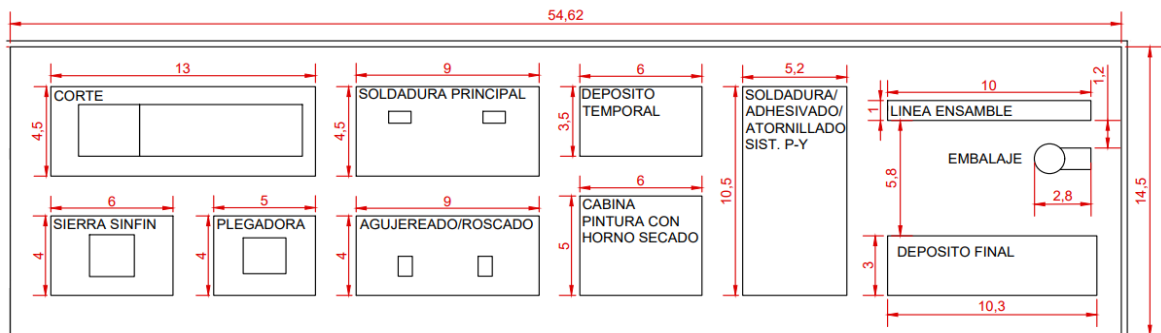 54,62
13
9
6
5,2
1,2
10
CORTE
SOLDADURA PRINCIPAL
DEPOSITO
TEMPORAL
SOLDADURA/
ADHESIVADO/
ATORNILLADO
SIST. P-Y
LINEA ENSAMBLE
4,5
4,5
3,5
1
EMBALAJE
5,8
2,8
14,5
10,5
6
5
9
6
SIERRA SINFIN
PLEGADORA
AGUJEREADO/ROSCADO
CABINA
PINTURA CON
HORNO SECADO
4
4
4
5
DEPOSITO FINAL
3
10,3